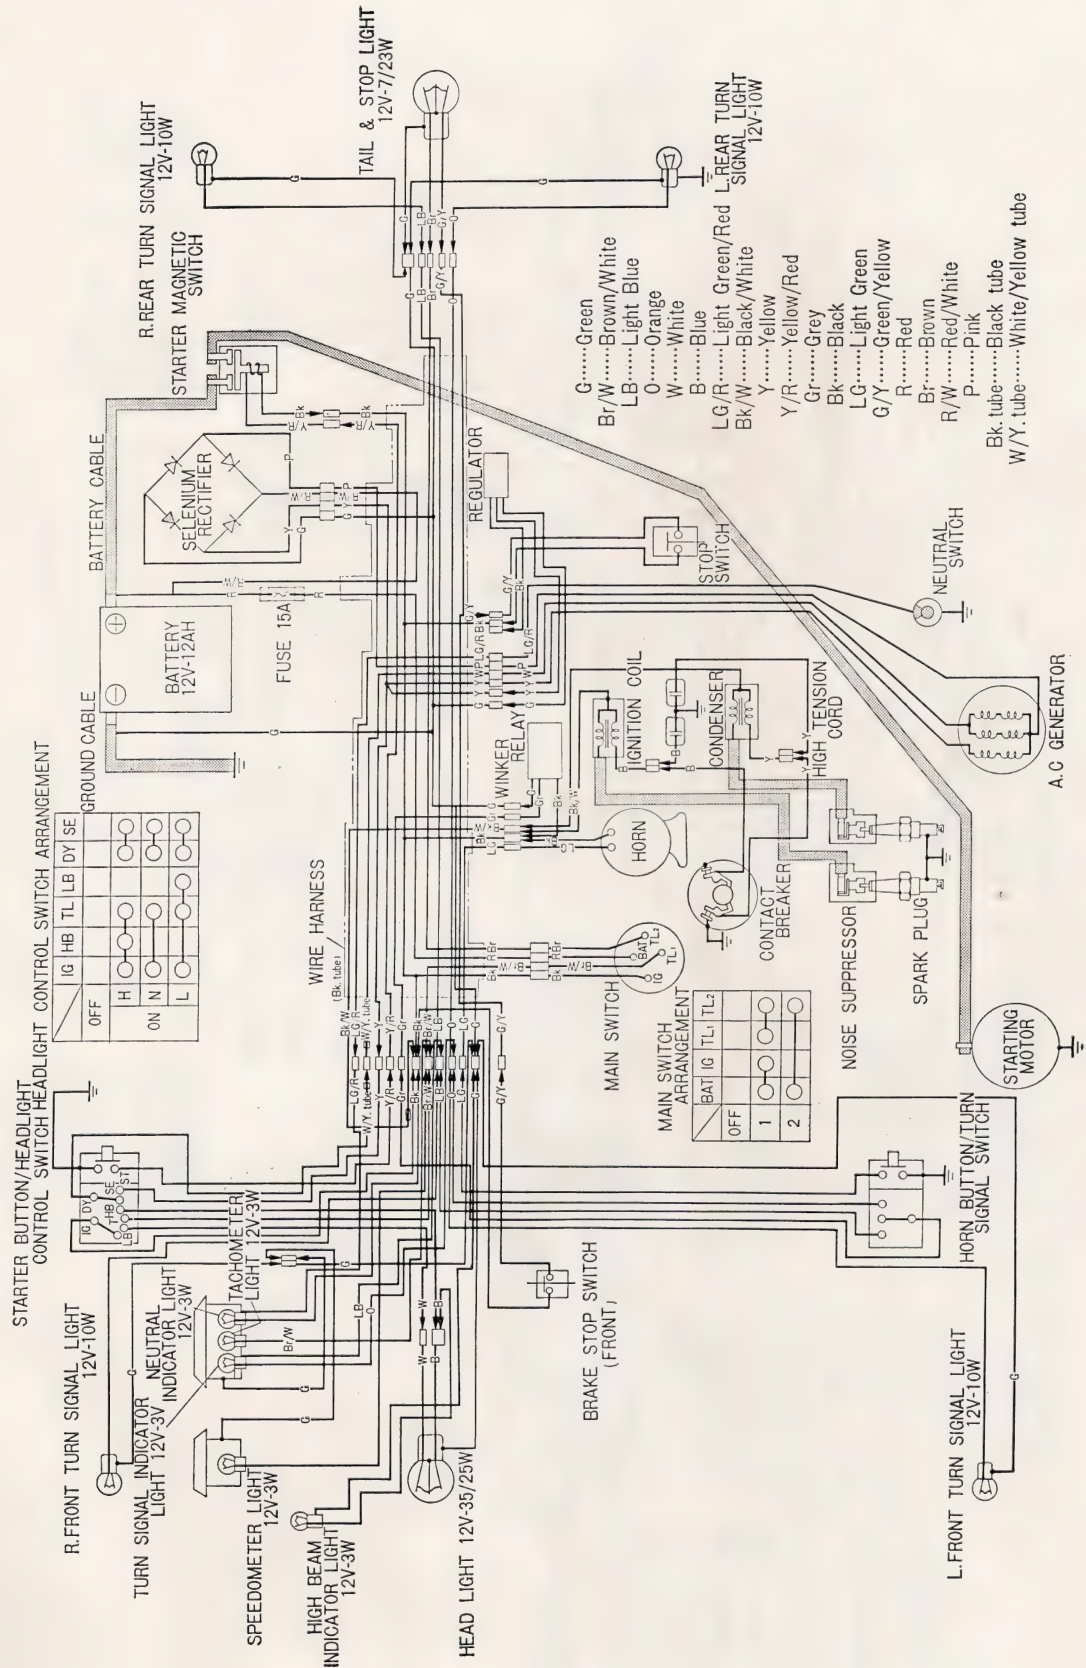 R.REAR TURN SIGNAL LIGHT
12V-10W
TAIL & STOP LIGHT
12V-7/23W
L.REAR TURN
SIGNAL LIGHT
12V-10W
STARTER MAGNETIC
SWITCH
BATTERY CABLE
SELENIUM
RECTIFIER
BATTERY
12V-12AH
FUSE 15A
GROUND CABLE
REGULATOR
STOP
SWITCH
NEUTRAL
SWITCH
G······Green
Br/W······Brown/White
LB······Light Blue
O······Orange
W······White
B······Blue
LG/R······Light Green/Red
Bk/W······Black/White
Y······Yellow
Y/R······Yellow/Red
Gr······Grey
Bk······Black
LG······Light Green
G/Y······Green/Yellow
R······Red
Br······Brown
R/W······Red/White
P······Pink
Bk.tube······Black tube
W/Y.tube······White/Yellow tube
WINKER
RELAY
IGNITION COIL
CONDENSER
HIGH TENSION
CORD
A.C GENERATOR
HORN
CONTACT
BREAKER
NOISE SUPPRESSOR
SPARK PLUG
STARTING
MOTOR
WIRE HARNESS
MAIN SWITCH
BAT
TL2
TL1
IG
MAIN SWITCH
ARRANGEMENT
BAT IG TL1 TL2
OFF
1
2
STARTER BUTTON/HEADLIGHT
CONTROL SWITCH
HEADLIGHT CONTROL SWITCH ARRANGEMENT
IG HB TL LB DY SE
OFF
ON
H
N
L
R.FRONT TURN SIGNAL LIGHT
12V-10W
TURN SIGNAL INDICATOR
LIGHT 12V-3V
NEUTRAL
INDICATOR LIGHT
12V-3W
TACHOMETER
LIGHT 12V-3W
SPEEDOMETER LIGHT
12V-3W
HIGH BEAM
INDICATOR LIGHT
12V-3W
HEAD LIGHT 12V-35/25W
BRAKE STOP SWITCH
(FRONT)
HORN BUTTON/TURN
SIGNAL SWITCH
L.FRONT TURN SIGNAL LIGHT
12V-10W